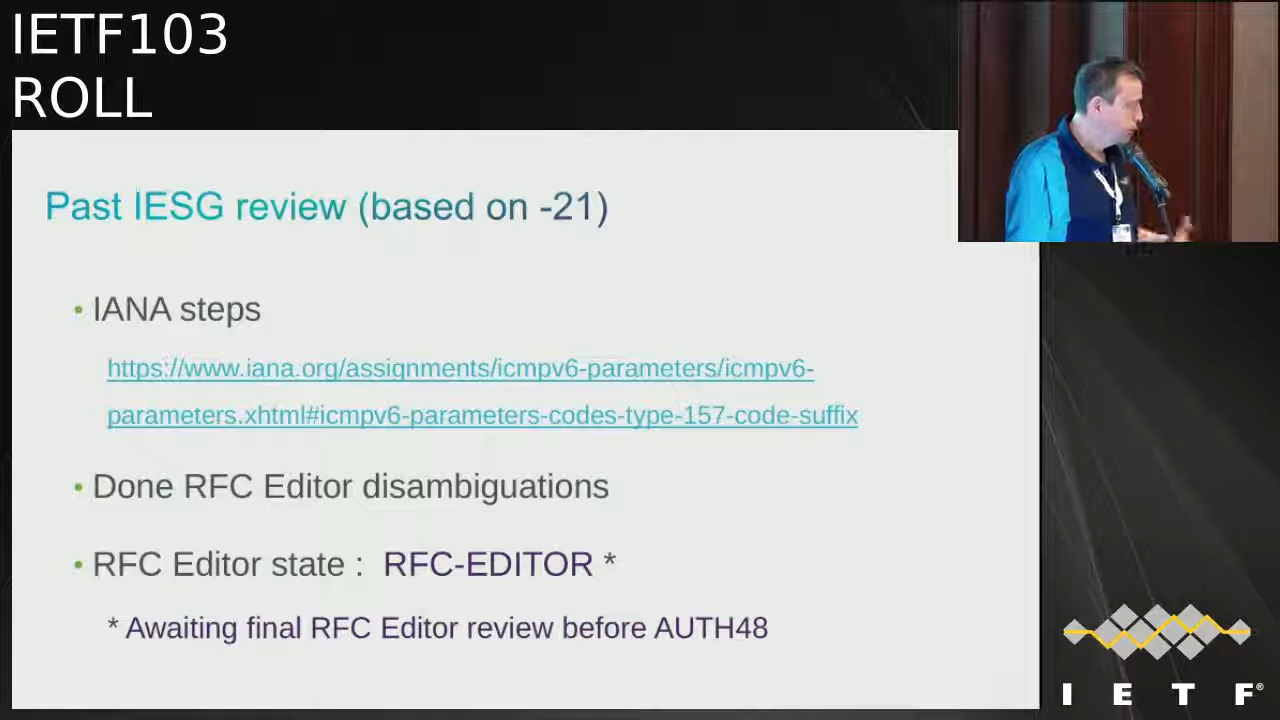 IETF103
ROLL
Past IESG review (based on -21)
• IANA steps
https://www.iana.org/assignments/icmpv6-parameters/icmpv6-
parameters.xhtml#icmpv6-parameters-codes-type-157-code-suffix
• Done RFC Editor disambiguations
• RFC Editor state : RFC-EDITOR *
* Awaiting final RFC Editor review before AUTH48
I E T F®